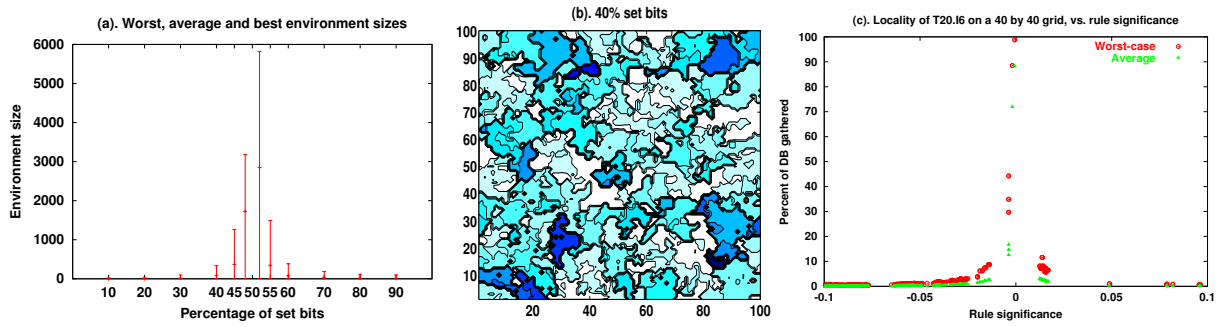 (a). Worst, average and best environment sizes
6000
5000
4000
3000
2000
1000
0
Environment size
10 20 30 40 45 50 55 60 70 80 90
Percentage of set bits
(b). 40% set bits
100
90
80
70
60
50
40
30
20
10
20 40 60 80 100
(c). Locality of T20.I6 on a 40 by 40 grid, vs. rule significance
Worst-case
Average
100
90
80
70
60
50
40
30
20
10
0
Percent of DB gathered
-0.1 -0.05 0 0.05 0.1
Rule significance